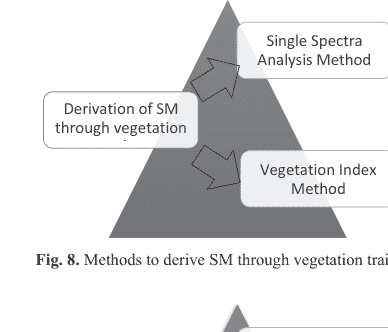 Single Spectra
Analysis Method
Derivation of SM
through vegetation
Vegetation Index
Method
Fig. 8. Methods to derive SM through vegetation trai